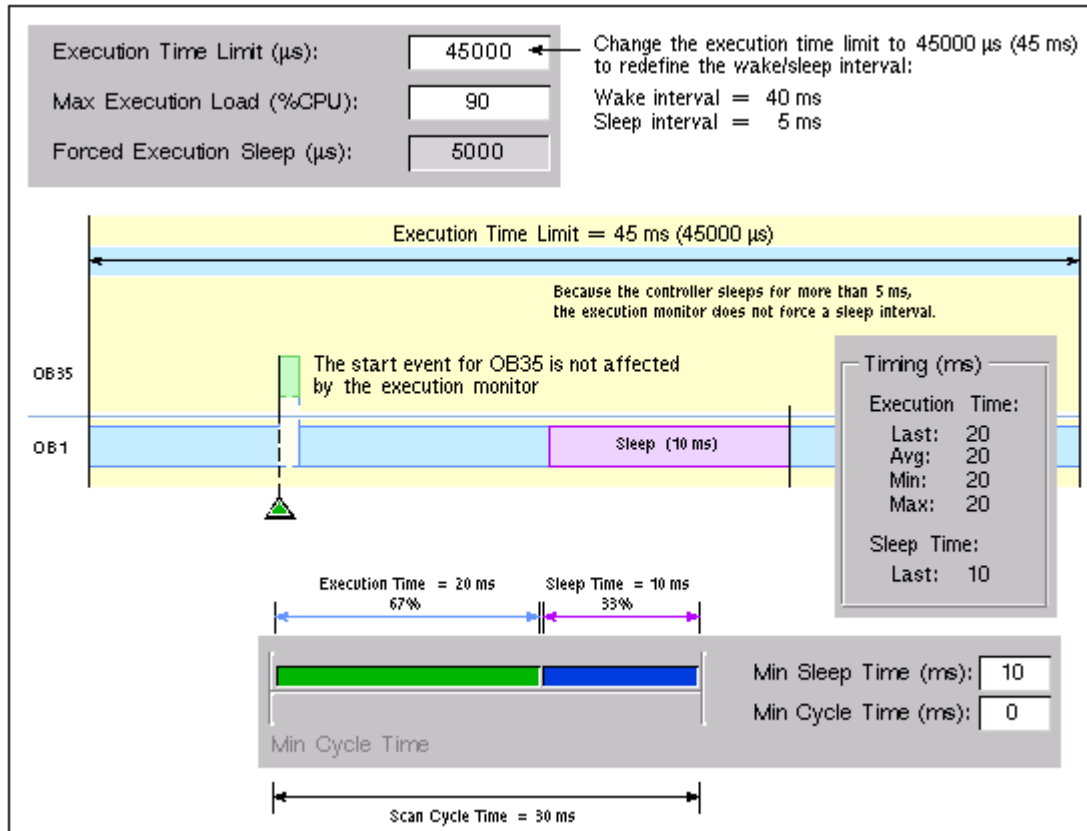 Execution Time Limit (µs): 45000
Max Execution Load (%CPU): 90
Forced Execution Sleep (µs): 5000
Change the execution time limit to 45000 µs (45 ms)
to redefine the wake/sleep interval:
Wake interval = 40 ms
Sleep interval = 5 ms
Execution Time Limit = 45 ms (45000 µs)
Because the controller sleeps for more than 5 ms,
the execution monitor does not force a sleep interval.
OB35
The start event for OB35 is not affected
by the execution monitor
OB1
Sleep (10 ms)
Timing (ms)
Execution Time:
Last: 20
Avg: 20
Min: 20
Max: 20
Sleep Time:
Last: 10
Execution Time = 20 ms
67%
Sleep Time = 10 ms
33%
Min Sleep Time (ms): 10
Min Cycle Time (ms): 0
Min Cycle Time
Scan Cycle Time = 30 ms